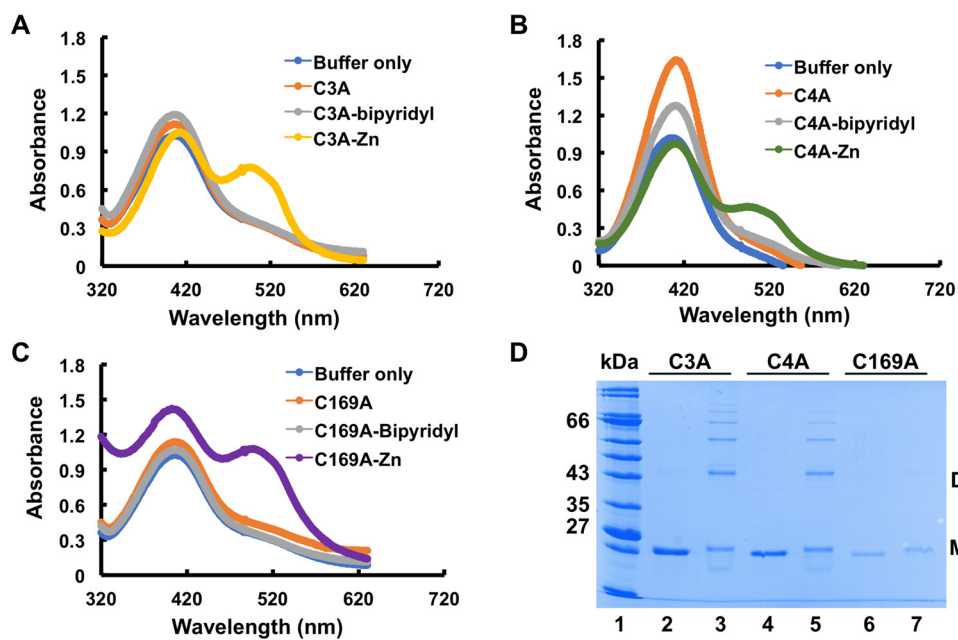 A
1.8
1.5
1.2
0.9
0.6
0.3
0
Absorbance
320 420 520 620 720
Wavelength (nm)
Buffer only
C3A
C3A-bipyridyl
C3A-Zn
B
1.8
1.5
1.2
0.9
0.6
0.3
0
Absorbance
320 420 520 620 720
Wavelength (nm)
Buffer only
C4A
C4A-bipyridyl
C4A-Zn
C
1.8
1.5
1.2
0.9
0.6
0.3
0
Absorbance
320 420 520 620 720
Wavelength (nm)
Buffer only
C169A
C169A-Bipyridyl
C169A-Zn
D
kDa C3A C4A C169A
66
43
35
27
D
M
1 2 3 4 5 6 7